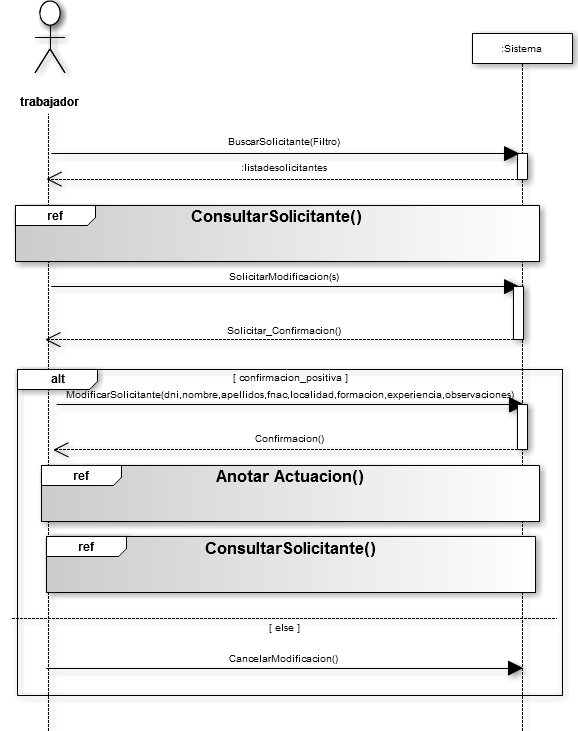 :Sistema
trabajador
BuscarSolicitante(Filtro)
:listadesolicitantes
ref
ConsultarSolicitante()
SolicitarModificacion(s)
Solicitar_Confirmacion()
alt
[ confirmacion_positiva ]
ModificarSolicitante(dni,nombre,apellidos,fnac,localidad,formacion,experiencia,observaciones)
Confirmacion()
ref
Anotar Actuacion()
ref
ConsultarSolicitante()
[ else ]
CancelarModificacion()